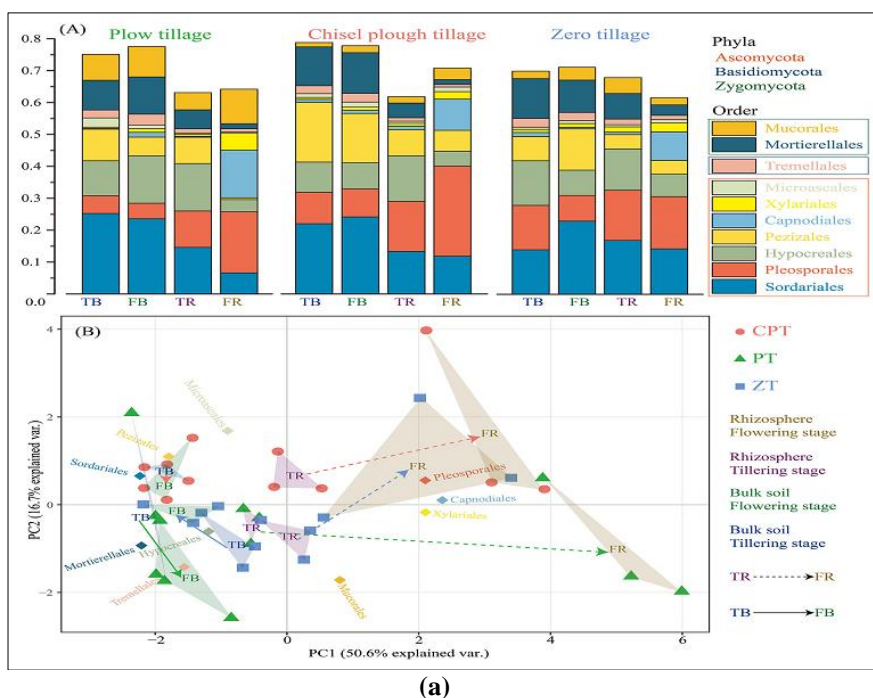 (A)
Plow tillage
Chisel plough tillage
Zero tillage
0.8
0.7
0.6
0.5
0.4
0.3
0.2
0.1
0.0
TB FB TR FR
TB FB TR FR
TB FB TR FR
Phyla
Ascomycota
Basidiomycota
Zygomycota
Order
Mucorales
Mortierellales
Tremellales
Microascales
Xylariales
Capnodiales
Pezizales
Hypocreales
Pleosporales
Sordariales
(B)
4
2
0
−2
PC2 (16.7% explained var.)
Microascales
Pezizales
Sordariales
TB
FB
TR
FR
FR
Pleosporales
Capnodiales
Xylariales
FB
TB
Hypocreales
TB
TR
TR
FR
Mortierellales
Tremellales
FB
Mucorales
−2 0 2 4 6
PC1 (50.6% explained var.)
CPT
PT
ZT
Rhizosphere
Flowering stage
Rhizosphere
Tillering stage
Bulk soil
Flowering stage
Bulk soil
Tillering stage
TR FR
TB FB
(a)